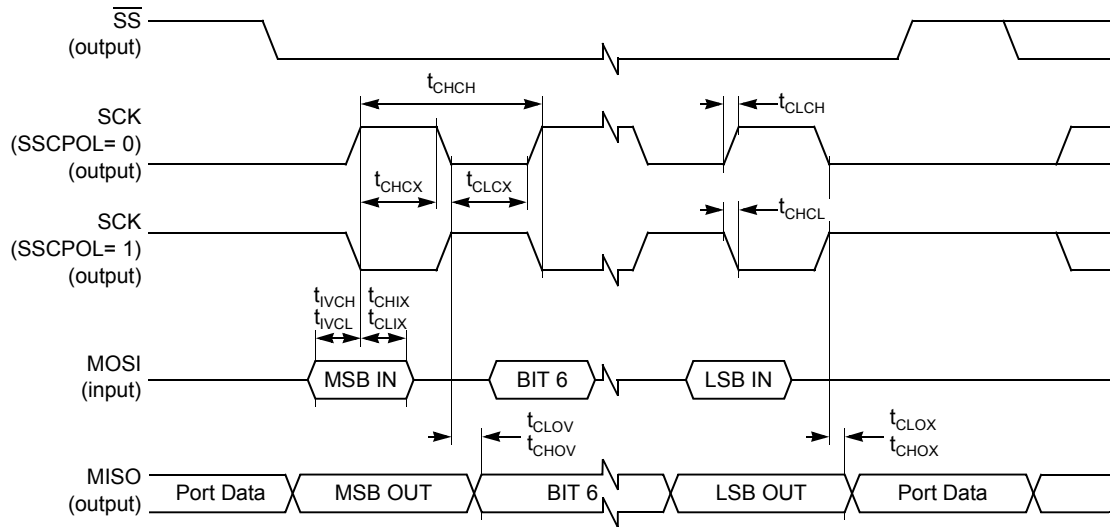 SS
(output)
tCHCH
SCK
(SSCPOL= 0)
(output)
tCLCH
tCHCX
tCLCX
SCK
(SSCPOL= 1)
(output)
tCHCL
tIVCH
tIVCL
tCHIX
tCLIX
MOSI
(input)
MSB IN
BIT 6
LSB IN
tCLOV
tCHOV
tCLOX
tCHOX
MISO
(output)
Port Data
MSB OUT
BIT 6
LSB OUT
Port Data